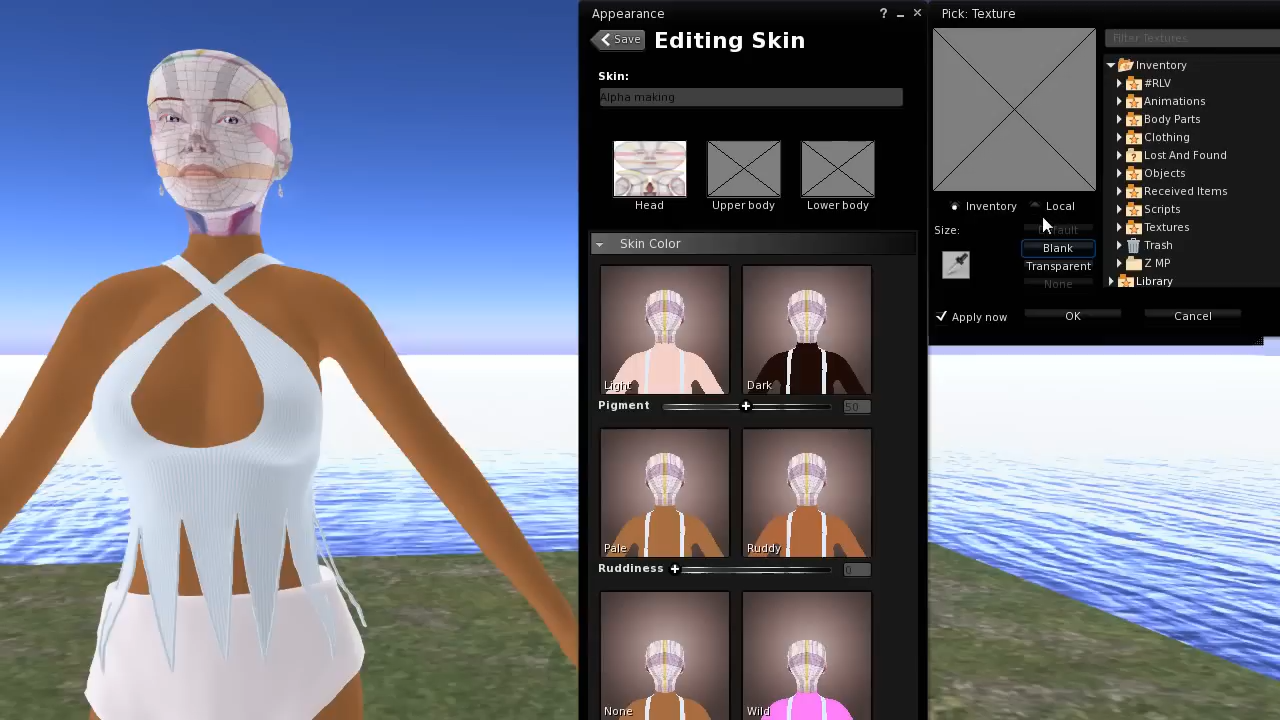 Appearance
?
Save
Editing Skin
Skin:
Alpha making
Head
Upper body
Lower body
Skin Color
Light
Dark
Pigment
50
Pale
Ruddy
Ruddiness
0
None
Wild
Pick: Texture
Filter Textures
Inventory
Local
Size:
Default
Blank
Transparent
None
Apply now
OK
Cancel
Inventory
#RLV
Animations
Body Parts
Clothing
Lost And Found
Objects
Received Items
Scripts
Textures
Trash
Z MP
Library